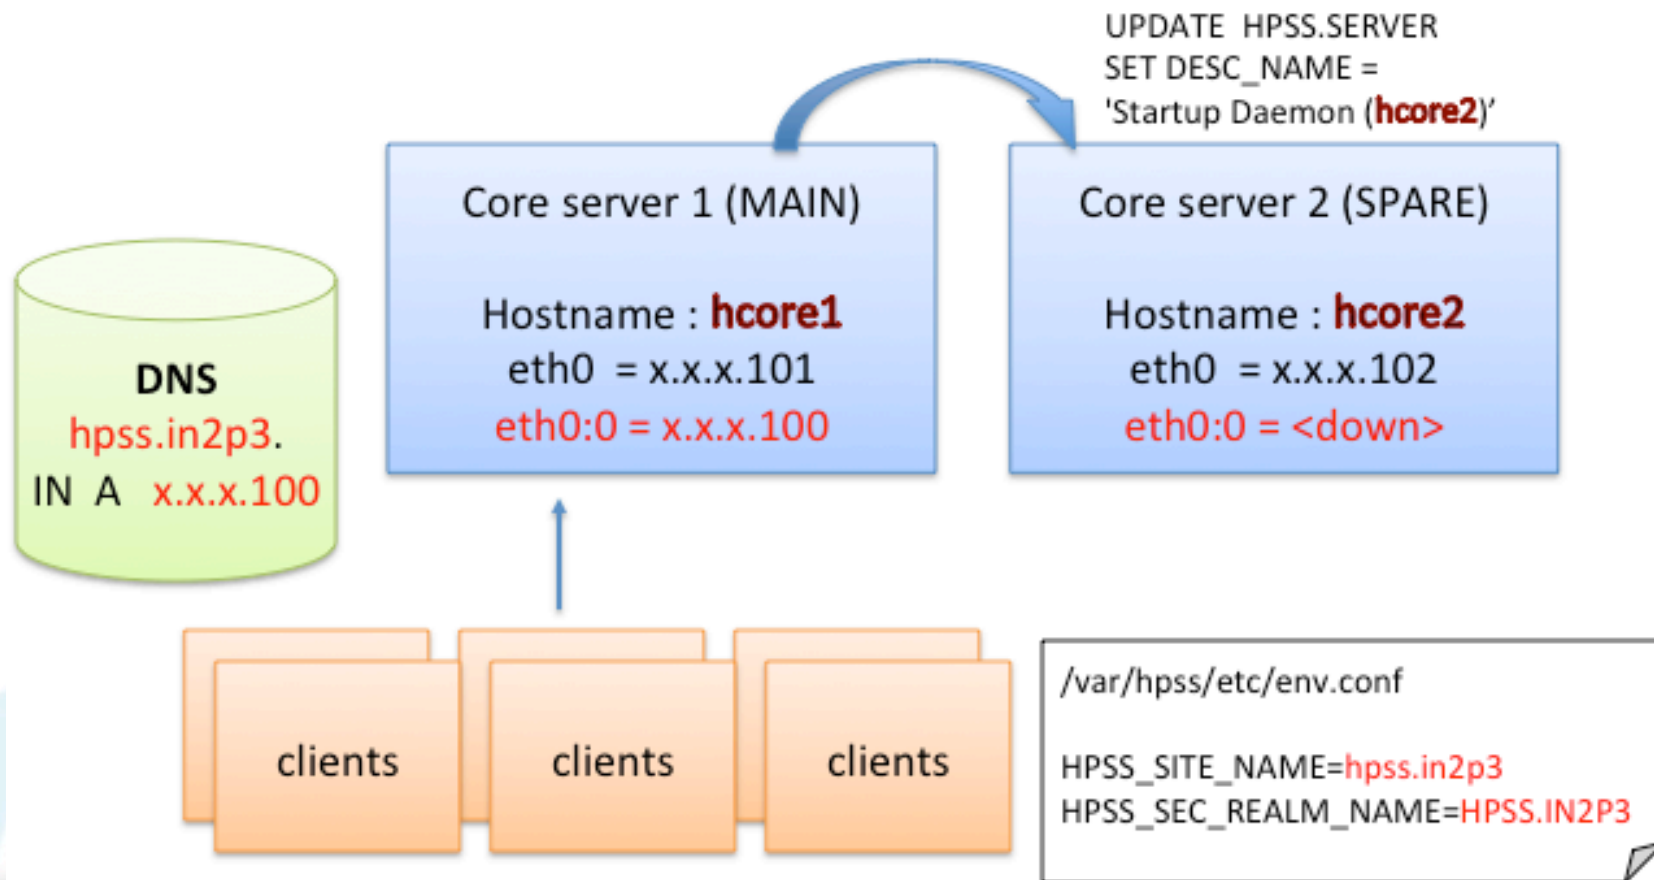 UPDATE HPSS.SERVER
SET DESC_NAME =
'Startup Daemon (hcore2)’
Core server 1 (MAIN)
Hostname : hcore1
eth0 = x.x.x.101
eth0:0 = x.x.x.100
Core server 2 (SPARE)
Hostname : hcore2
eth0 = x.x.x.102
eth0:0 = <down>
DNS
hpss.in2p3.
IN A x.x.x.100
clients
clients
clients
/var/hpss/etc/env.conf
HPSS_SITE_NAME=hpss.in2p3
HPSS_SEC_REALM_NAME=HPSS.IN2P3